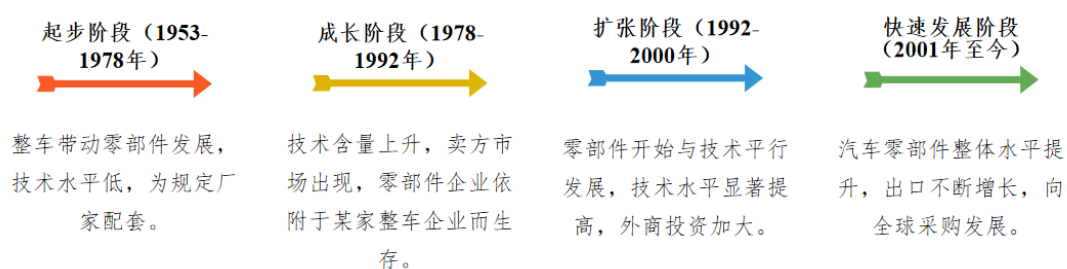 起步阶段（1953-
1978年）
整车带动零部件发展，
技术水平低，为规定厂
家配套。
成长阶段（1978-
1992年）
技术含量上升，卖方市
场出现，零部件企业依
附于某家整车企业而生
存。
扩张阶段（1992-
2000年）
零部件开始与技术平行
发展，技术水平显著提
高，外商投资加大。
快速发展阶段
（2001年至今）
汽车零部件整体水平提
升，出口不断增长，向
全球采购发展。